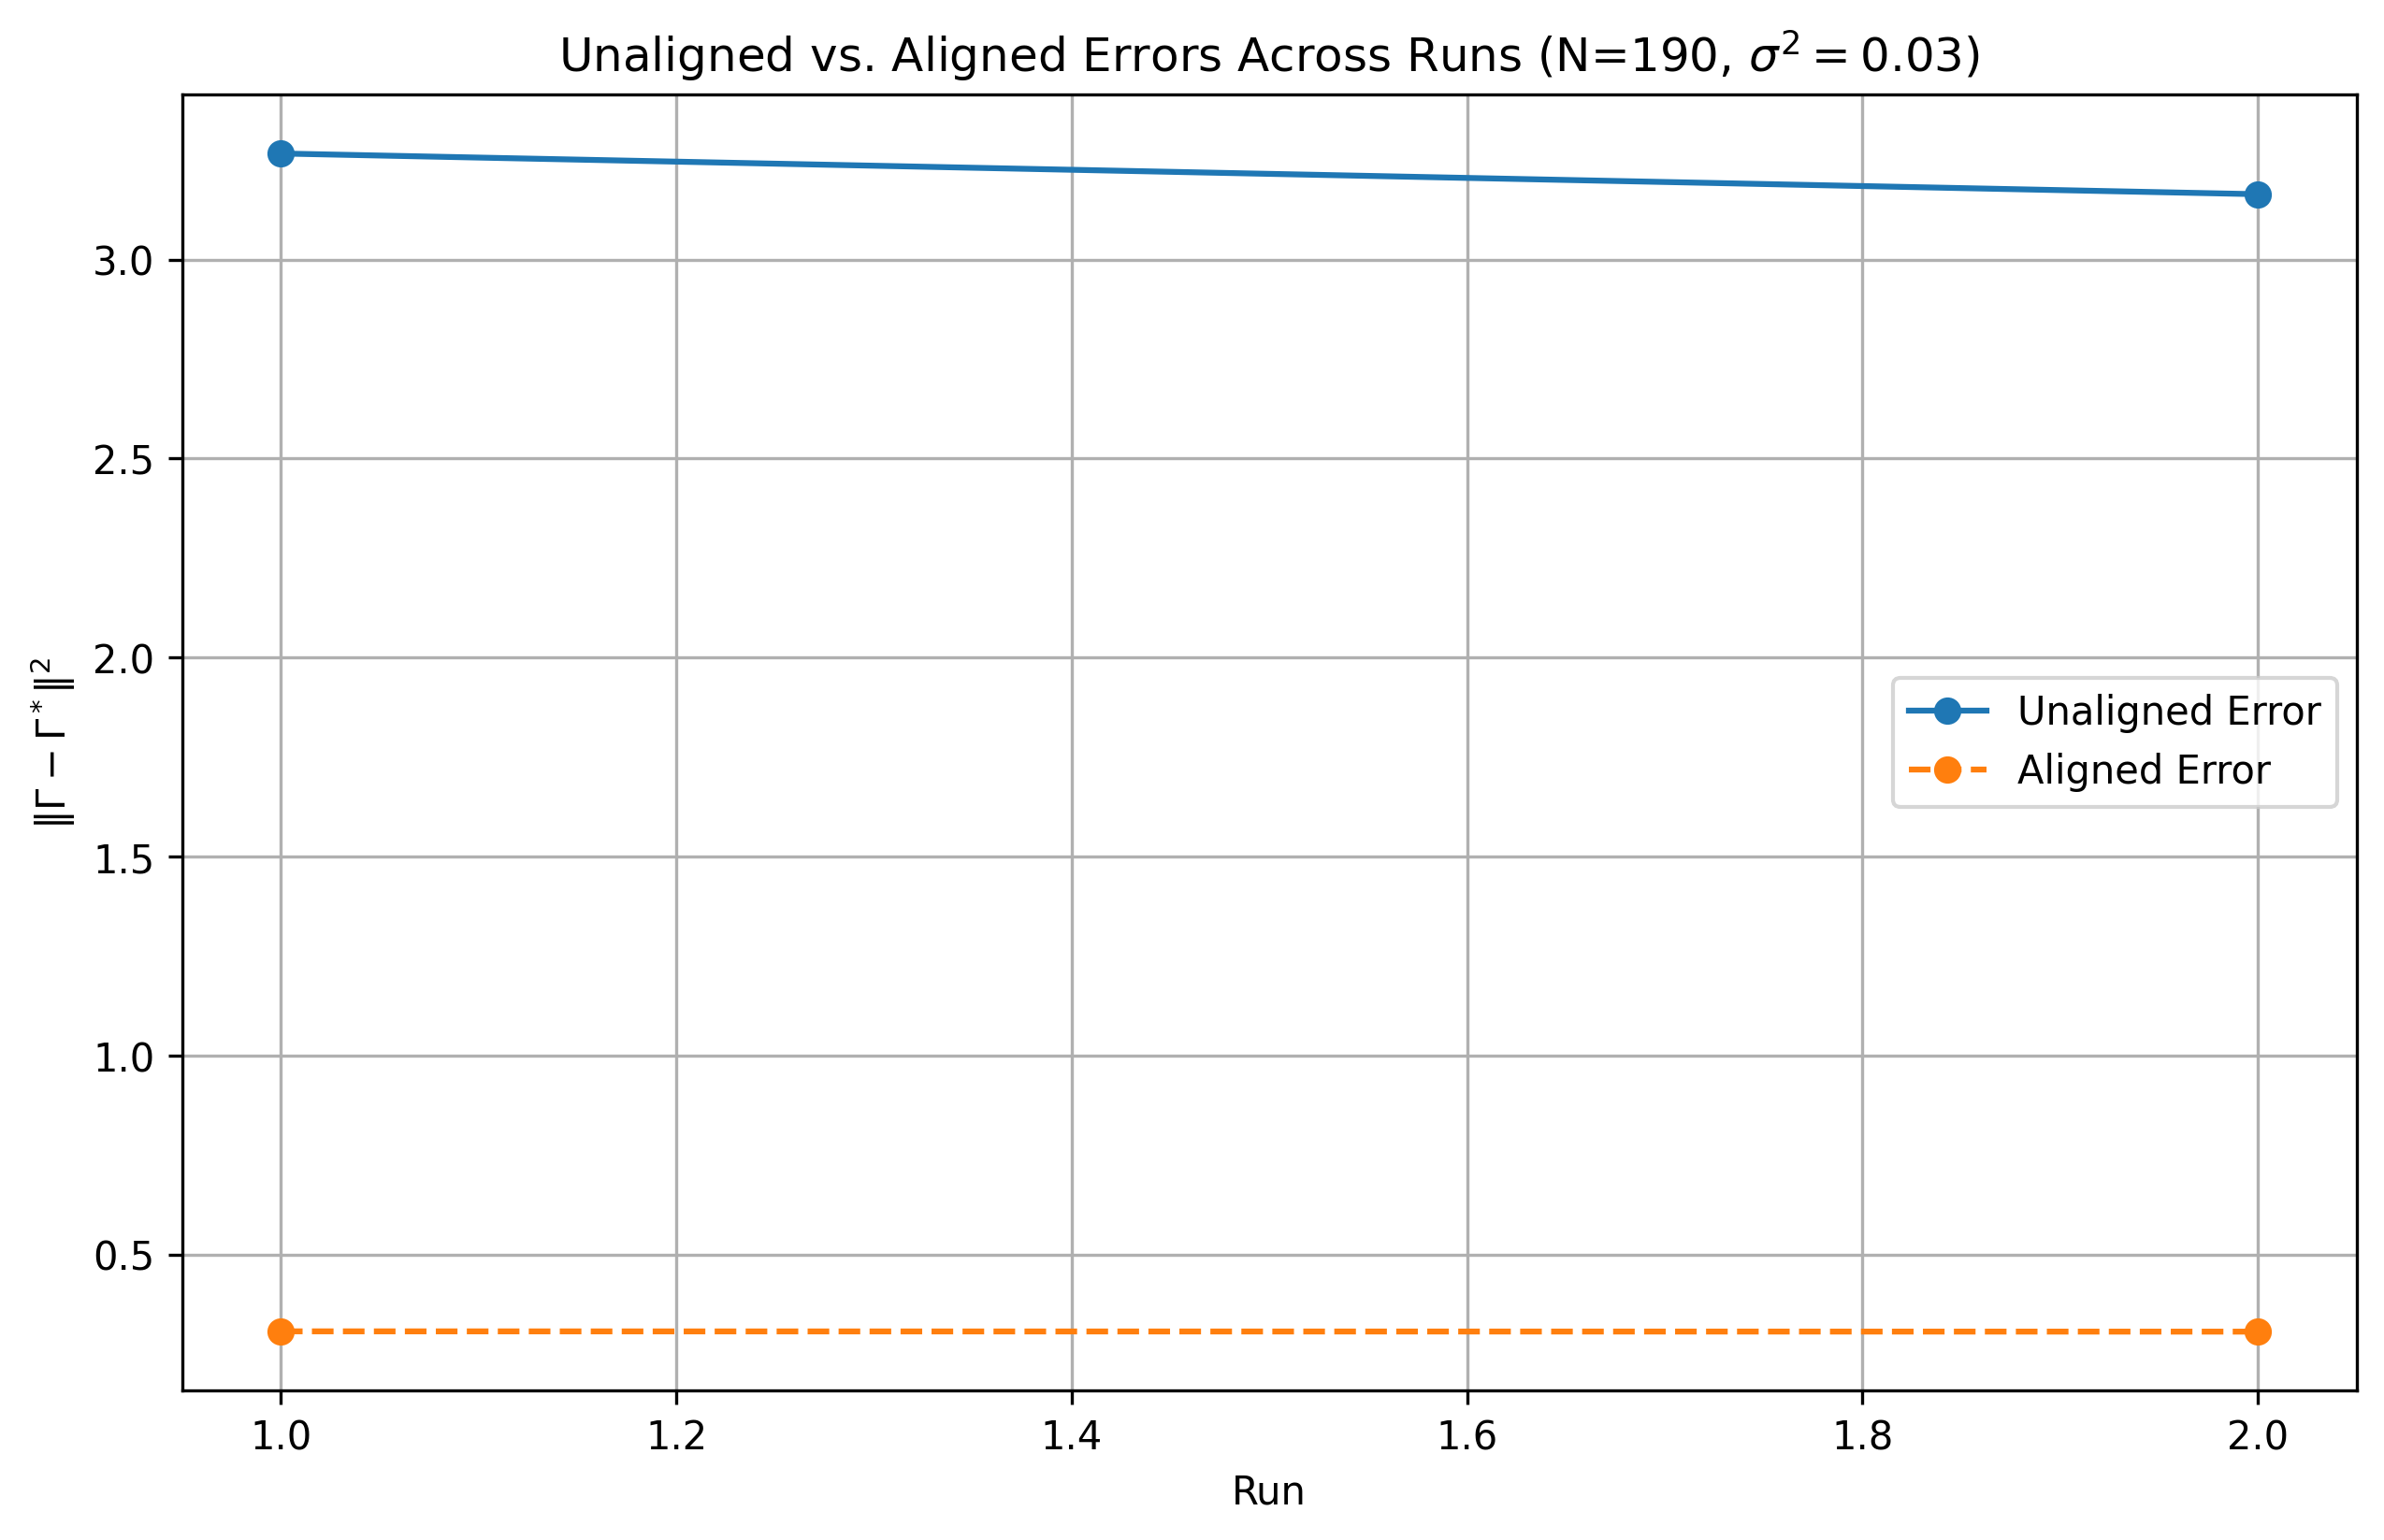 Unaligned vs. Aligned Errors Across Runs (N=190, σ² = 0.03)
‖Γ − Γ*‖²
3.0
2.5
2.0
1.5
1.0
0.5
Unaligned Error
Aligned Error
1.0 1.2 1.4 1.6 1.8 2.0
Run